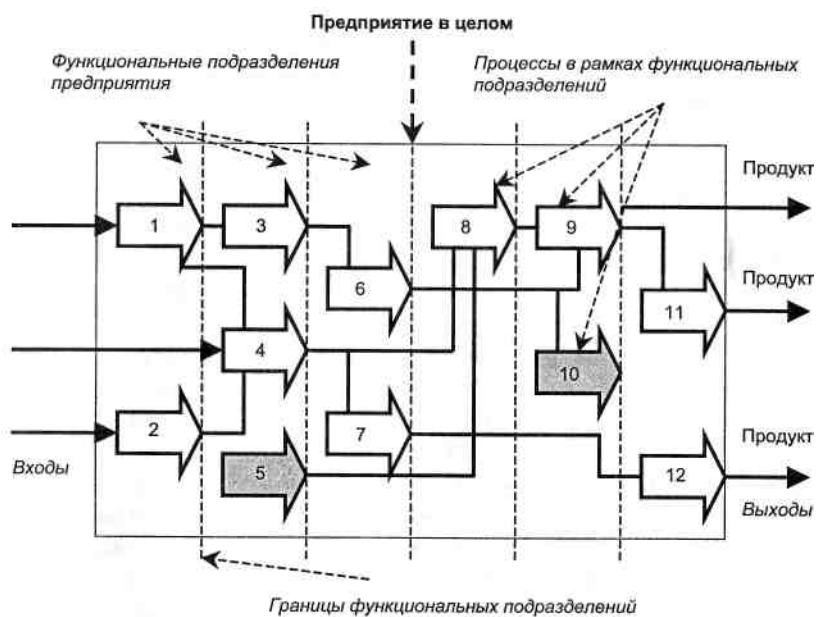 Предприятие в целом
Функциональные подразделения
предприятия
Процессы в рамках функциональных
подразделений
Продукт
1
3
8
9
Продукт
6
11
4
10
2
7
Продукт
Входы
5
12
Выходы
Границы функциональных подразделений